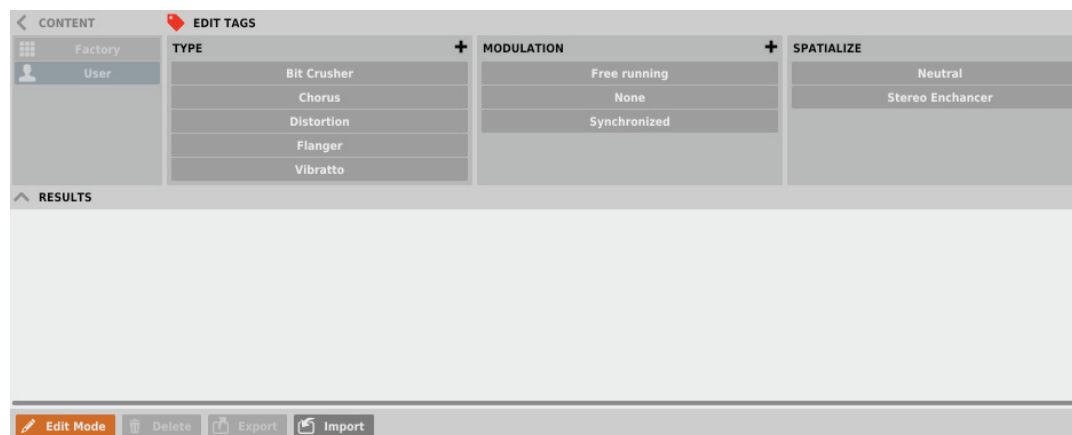 CONTENT EDIT TAGS
Factory TYPE + MODULATION + SPATIALIZE
User Bit Crusher Free running Neutral
Chorus None Stereo Enchancer
Distortion Synchronized
Flanger
Vibratto
RESULTS
Edit Mode Delete Export Import